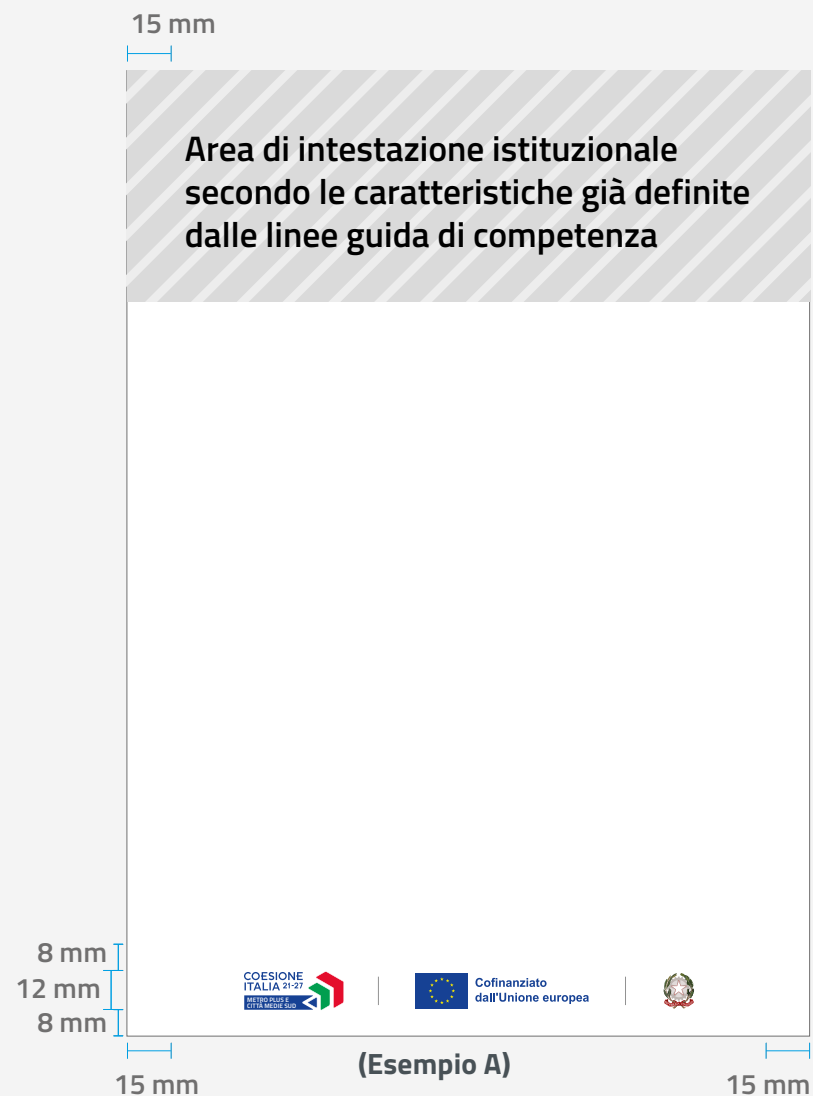 15 mm
Area di intestazione istituzionale
secondo le caratteristiche già definite
dalle linee guida di competenza
8 mm
12 mm
8 mm
COESIONE
ITALIA 21-27
METRO PLUS E
CITTÀ MEDIE SUD
Cofinanziato
dall'Unione europea
15 mm
(Esempio A)
15 mm